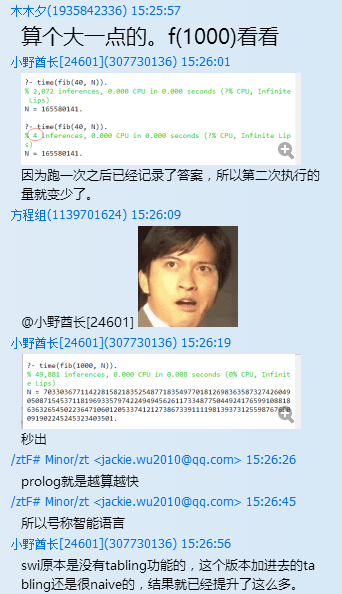 木木夕(1935842336) 15:25:57
算个大一点的。f(1000)看看
小野酋长[24601](307730136) 15:26:01
?- time(fib(40, N)).
% 2,072 inferences, 0.000 CPU in 0.000 seconds (?% CPU, Infinite
Lips)
N = 165580141.
?- time(fib(40, N)).
% 4 inferences, 0.000 CPU in 0.000 seconds (?% CPU, Infinite Lip
s)
N = 165580141.
因为跑一次之后已经记录了答案，所以第二次执行的
量就变少了。
方程组(1139701624) 15:26:09
@小野酋长[24601]
小野酋长[24601](307730136) 15:26:19
?- time(fib(1000, N)).
% 49,881 inferences, 0.000 CPU in 0.008 seconds (0% CPU, Infinit
e Lips)
秒出
/ztF# Minor/zt <jackie.wu2010@qq.com> 15:26:26
prolog就是越算越快
/ztF# Minor/zt <jackie.wu2010@qq.com> 15:26:45
所以号称智能语言
小野酋长[24601](307730136) 15:26:56
swi原本是没有tabling功能的，这个版本加进去的ta
bling还是很naive的，结果就已经提升了这么多。